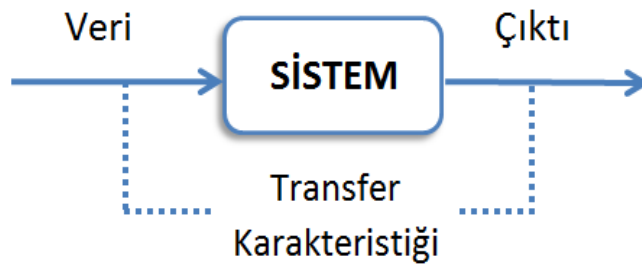 Veri
SİSTEM
Çıktı
Transfer
Karakteristiği